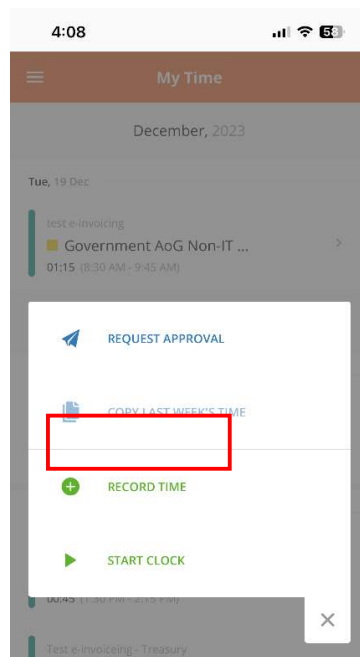 4:08
58
My Time
December, 2023
Tue, 19 Dec
test e-invoicing
Government AoG Non-IT ...
01:15 (8:30 AM - 9:45 AM)
REQUEST APPROVAL
COPY LAST WEEK'S TIME
RECORD TIME
START CLOCK
00:45 (1:30 PM - 2:15 PM)
Test e-invoiceing - Treasury